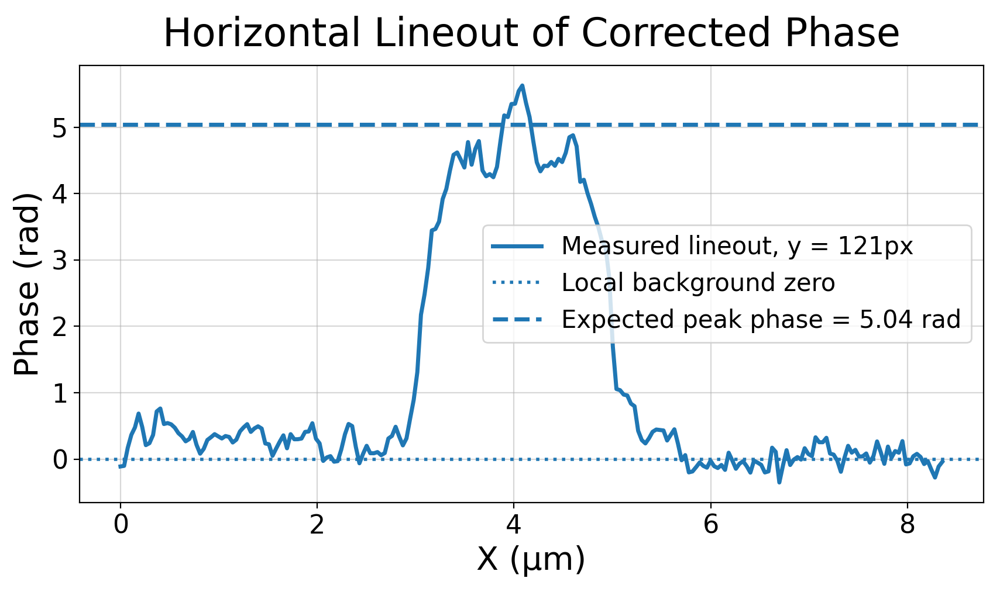 Horizontal Lineout of Corrected Phase
Phase (rad)
5
4
3
2
1
0
Measured lineout, y = 121px
Local background zero
Expected peak phase = 5.04 rad
0 2 4 6 8
X (μm)